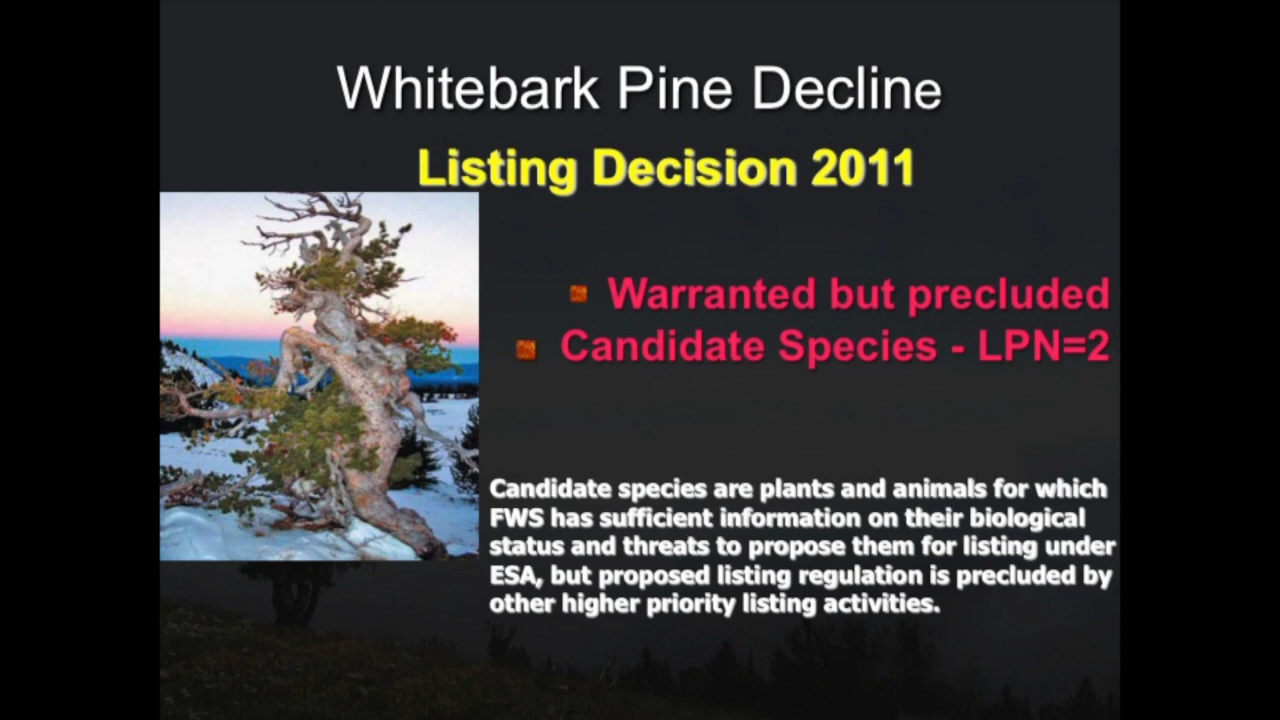 Whitebark Pine Decline
Listing Decision 2011
Warranted but precluded
Candidate Species - LPN=2
Candidate species are plants and animals for which
FWS has sufficient information on their biological
status and threats to propose them for listing under
ESA, but proposed listing regulation is precluded by
other higher priority listing activities.